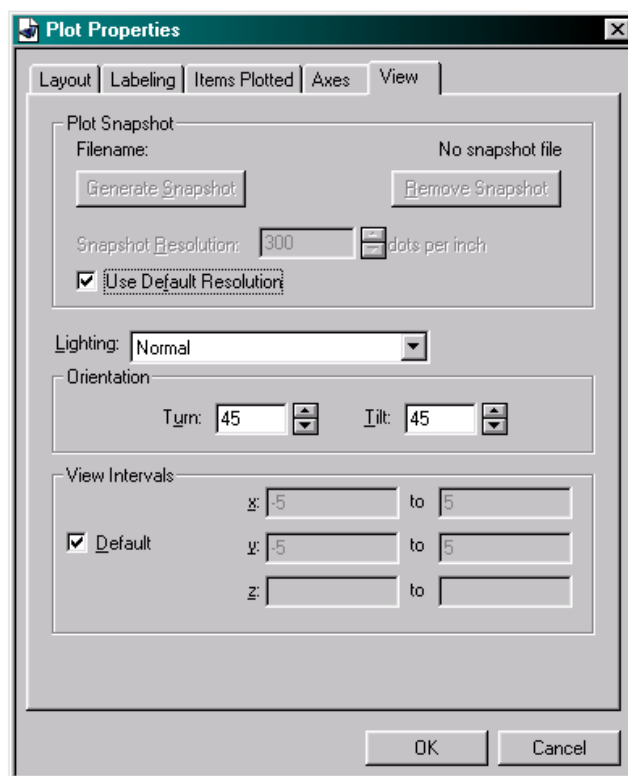 Plot Properties
Layout Labeling Items Plotted Axes View
Plot Snapshot
Filename: No snapshot file
Generate Snapshot Remove Snapshot
Snapshot Resolution: 300 dots per inch
Use Default Resolution
Lighting: Normal
Orientation
Turn: 45 Tilt: 45
View Intervals
x: -5 to 5
Default y: -5 to 5
z: to
OK Cancel